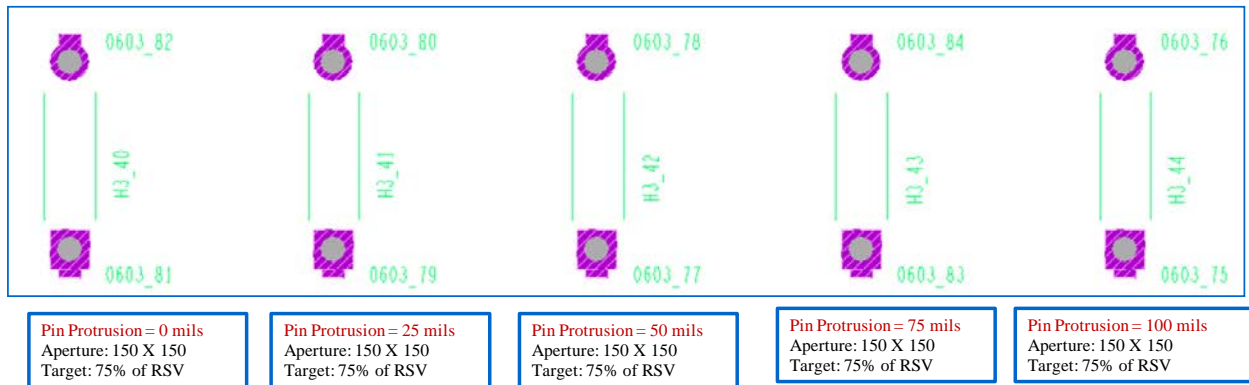 0603_82
0603_80
0603_78
0603_84
0603_76
H3_40
H3_41
H3_42
H3_43
H3_44
0603_81
0603_79
0603_77
0603_83
0603_75
Pin Protrusion = 0 mils
Aperture: 150 X 150
Target: 75% of RSV
Pin Protrusion = 25 mils
Aperture: 150 X 150
Target: 75% of RSV
Pin Protrusion = 50 mils
Aperture: 150 X 150
Target: 75% of RSV
Pin Protrusion = 75 mils
Aperture: 150 X 150
Target: 75% of RSV
Pin Protrusion = 100 mils
Aperture: 150 X 150
Target: 75% of RSV